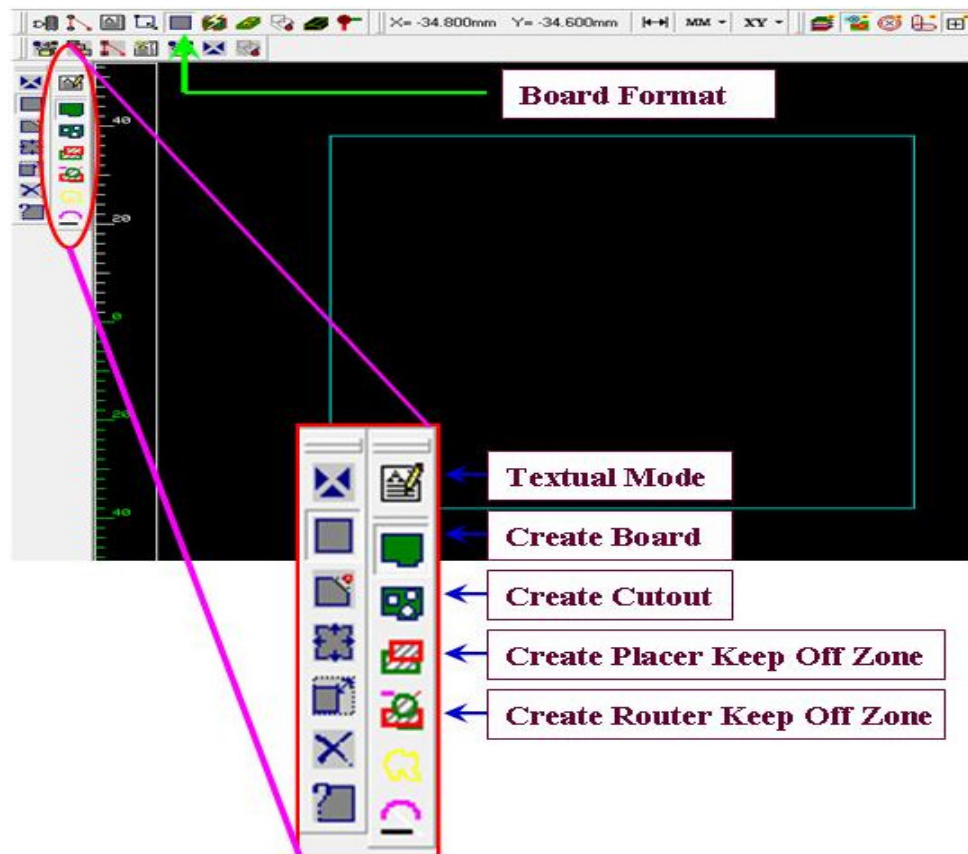 X= -34.800mm Y= -34.600mm MM XY
Board Format
40
20
0
20
40
Textual Mode
Create Board
Create Cutout
Create Placer Keep Off Zone
Create Router Keep Off Zone